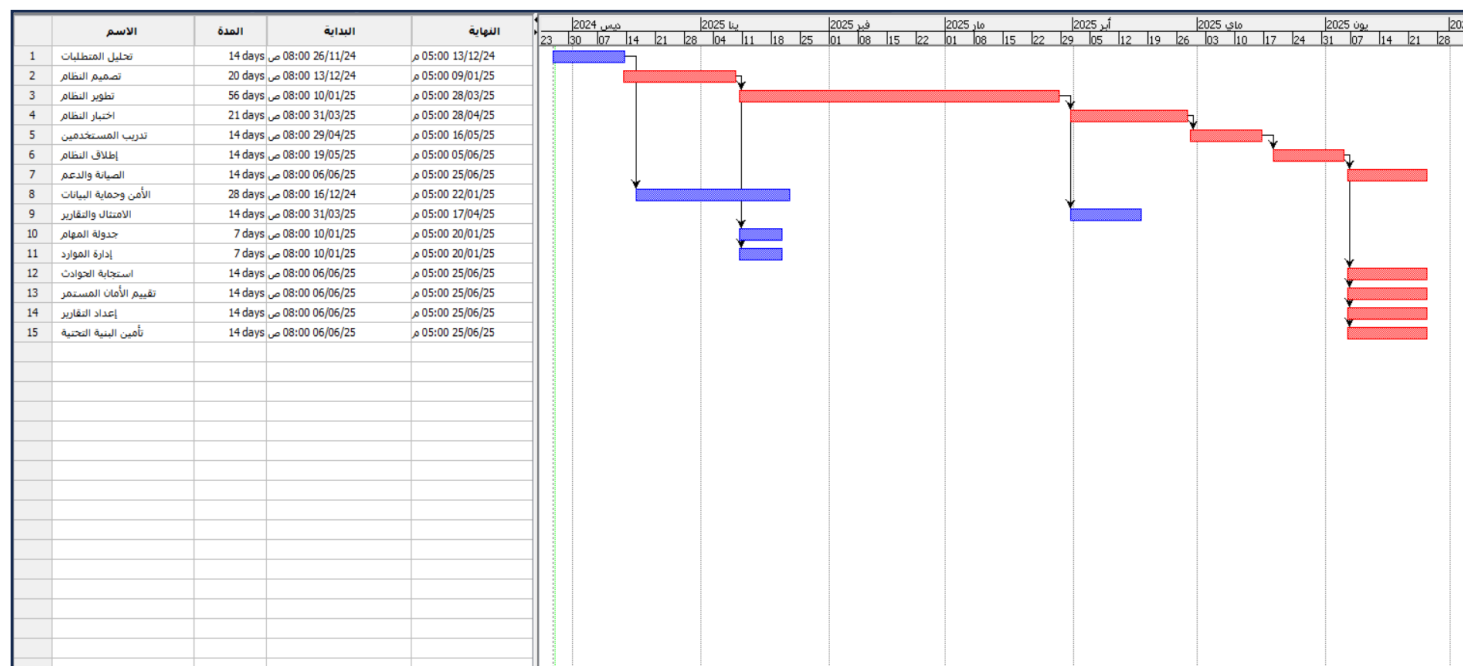 الاسم المدة البداية النهاية
1 تحليل المتطلبات 14 days 26/11/24 08:00 ص 13/12/24 05:00 م
2 تصميم النظام 20 days 13/12/24 08:00 ص 09/01/25 05:00 م
3 تطوير النظام 56 days 10/01/25 08:00 ص 28/03/25 05:00 م
4 اختبار النظام 21 days 31/03/25 08:00 ص 28/04/25 05:00 م
5 تدريب المستخدمين 14 days 29/04/25 08:00 ص 16/05/25 05:00 م
6 إطلاق النظام 14 days 19/05/25 08:00 ص 05/06/25 05:00 م
7 الصيانة والدعم 14 days 06/06/25 08:00 ص 25/06/25 05:00 م
8 الأمن وحماية البيانات 28 days 16/12/24 08:00 ص 22/01/25 05:00 م
9 الامتثال والتقارير 14 days 31/03/25 08:00 ص 17/04/25 05:00 م
10 جدولة المهام 7 days 10/01/25 08:00 ص 20/01/25 05:00 م
11 إدارة الموارد 7 days 10/01/25 08:00 ص 20/01/25 05:00 م
12 استجابة الحوادث 14 days 06/06/25 08:00 ص 25/06/25 05:00 م
13 تقييم الأمان المستمر 14 days 06/06/25 08:00 ص 25/06/25 05:00 م
14 إعداد التقارير 14 days 06/06/25 08:00 ص 25/06/25 05:00 م
15 تأمين البنية التحتية 14 days 06/06/25 08:00 ص 25/06/25 05:00 م
ديس 2024 ينا 2025 فبر 2025 مار 2025 أبر 2025 ماي 2025 يون 2025
23 30 07 14 21 28 04 11 18 25 01 08 15 22 01 08 15 22 29 05 12 19 26 03 10 17 24 31 07 14 21 28